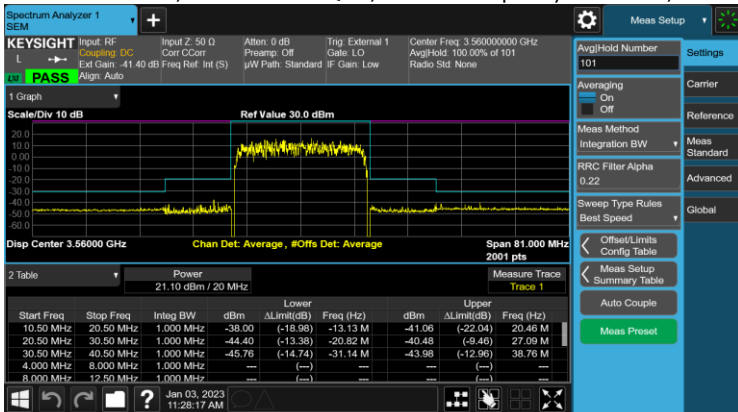 Spectrum Analyzer 1
SEM
Meas Setup
KEYSIGHT Input: RF Input Z: 50 Ω Atten: 0 dB Trig: External 1 Center Freq: 3.560000000 GHz
L Coupling: DC Corr CCorr Preamp: Off Gate: LO Avg|Hold: 100.00% of 101
Ext Gain: -41.40 dB Freq Ref: Int (S) µW Path: Standard IF Gain: Low Radio Std: None
PASS Align: Auto
1 Graph
Scale/Div 10 dB Ref Value 30.0 dBm
20.0
10.0
0.00
-10.0
-20.0
-30.0
-40.0
-50.0
-60.0
Disp Center 3.56000 GHz Chan Det: Average , #Offs Det: Average Span 81.000 MHz
2001 pts
2 Table Power Measure Trace
21.10 dBm / 20 MHz Trace 1
Lower Upper
Start Freq Stop Freq Integ BW dBm ΔLimit(dB) Freq (Hz) dBm ΔLimit(dB) Freq (Hz)
10.50 MHz 20.50 MHz 1.000 MHz -38.00 (-18.98) -13.13 M -41.06 (-22.04) 20.46 M
20.50 MHz 30.50 MHz 1.000 MHz -44.40 (-13.38) -20.82 M -40.48 (-9.46) 27.09 M
30.50 MHz 40.50 MHz 1.000 MHz -45.76 (-14.74) -31.14 M -43.98 (-12.96) 38.76 M
4.000 MHz 8.000 MHz 1.000 MHz --- (---) --- (---)
8.000 MHz 12.50 MHz 1.000 MHz --- (---) --- (---)
Jan 03, 2023
11:28:17 AM
Avg|Hold Number
101
Averaging
On
Off
Meas Method
Integration BW
RRC Filter Alpha
0.22
Sweep Type Rules
Best Speed
Offset/Limits
Config Table
Meas Setup
Summary Table
Auto Couple
Meas Preset
Settings
Carrier
Reference
Meas
Standard
Advanced
Global